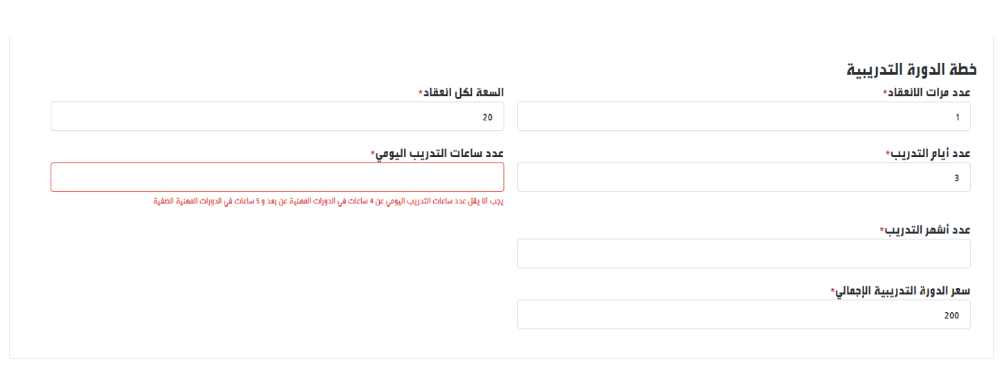 خطة الدورة التدريبية
عدد مرات الانعقاد*
1
السعة لكل انعقاد*
20
عدد أيام التدريب*
3
عدد ساعات التدريب اليومي*
يجب الا يقل عدد ساعات التدريب اليومي عن 4 ساعات في الدورات المهنية عن بعد و 5 ساعات في الدورات المهنية الصفية
عدد أشهر التدريب*
سعر الدورة التدريبية الإجمالي*
200